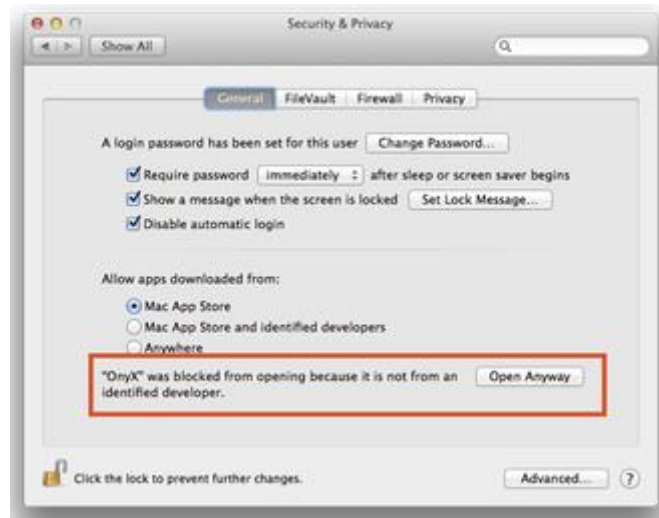 Security & Privacy
Show All
General FileVault Firewall Privacy
A login password has been set for this user Change Password...
Require password immediately after sleep or screen saver begins
Show a message when the screen is locked Set Lock Message...
Disable automatic login
Allow apps downloaded from:
Mac App Store
Mac App Store and identified developers
Anywhere
"OnyX" was blocked from opening because it is not from an Open Anyway
identified developer.
Click the lock to prevent further changes. Advanced... ?